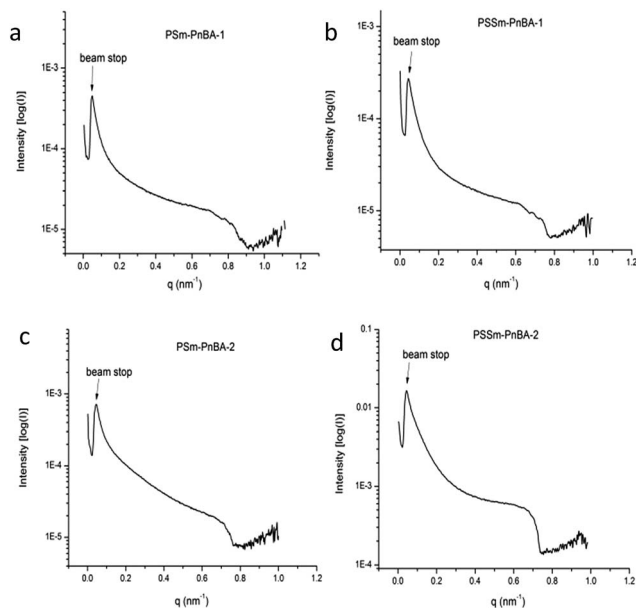 a
PSm-PnBA-1
beam stop
1E-3
1E-4
1E-5
Intensity [log(I)]
0.0 0.2 0.4 0.6 0.8 1.0 1.2
q (nm⁻¹)
b
PSSm-PnBA-1
beam stop
1E-3
1E-4
1E-5
Intensity [log(I)]
0.0 0.2 0.4 0.6 0.8 1.0 1.2
q (nm⁻¹)
c
PSm-PnBA-2
beam stop
1E-3
1E-4
1E-5
Intensity [log(I)]
0.0 0.2 0.4 0.6 0.8 1.0 1.2
q (nm⁻¹)
d
PSSm-PnBA-2
beam stop
0.1
0.01
1E-3
1E-4
Intensity [log(I)]
0.0 0.2 0.4 0.6 0.8 1.0 1.2
q (nm⁻¹)